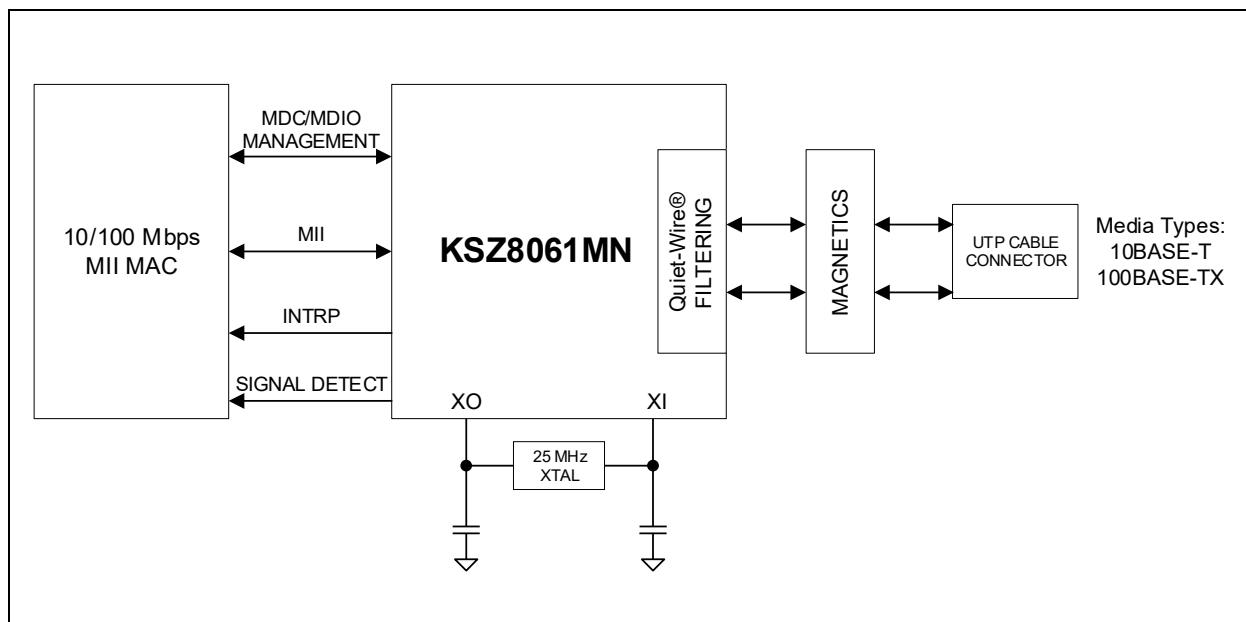 MDC/MDIO
MANAGEMENT
10/100 Mbps
MII MAC
MII
INTRP
SIGNAL DETECT
KSZ8061MN
XO
XI
25 MHz
XTAL
Quiet-Wire®
FILTERING
MAGNETICS
UTP CABLE
CONNECTOR
Media Types:
10BASE-T
100BASE-TX